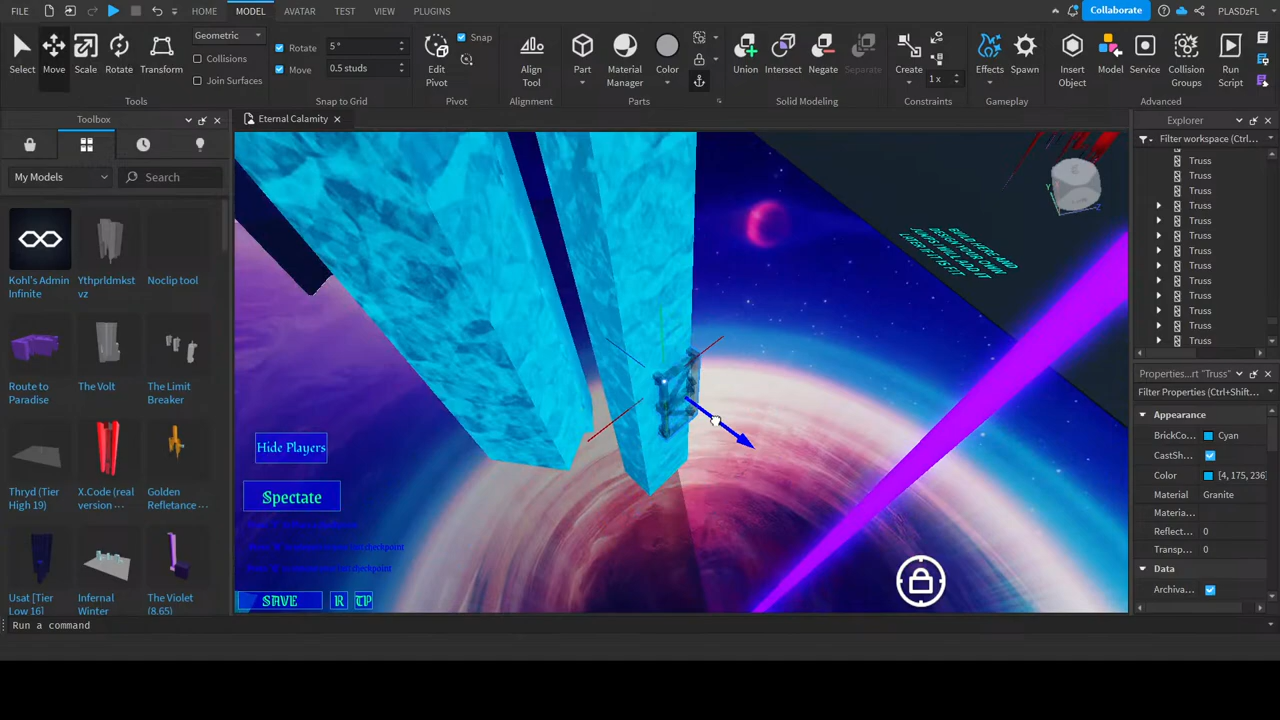 FILE HOME MODEL AVATAR TEST VIEW PLUGINS Collaborate PLASDzFL
Geometric Rotate 5 ° Snap
Collisions Move 0.5 studs 1 x
Join Surfaces
Select Move Scale Rotate Transform Edit Pivot Align Tool Part Material Manager Color Union Intersect Negate Separate Create Effects Spawn Insert Object Model Service Collision Groups Run Script
Tools Snap to Grid Pivot Alignment Parts Solid Modeling Constraints Gameplay Advanced
Toolbox
Eternal Calamity
Explorer
My Models
Search
Kohl's Admin Infinite
Ythprldmkst vz
Noclip tool
Route to Paradise
The Volt
The Limit Breaker
Thryd (Tier High 19)
X.Code (real version ...
Golden Refletance ...
Usat [Tier Low 16]
Infernal Winter
The Violet (8.65)
BUILD HERE AND
DESIGN YOUR OWN
Hide Players
Spectate
SAVE R TP
Filter workspace (Ctrl...
Truss
Truss
Truss
Truss
Truss
Truss
Truss
Truss
Truss
Truss
Truss
Truss
Truss
Properties...rt "Truss"
Filter Properties (Ctrl+Shift...
Appearance
BrickCo... Cyan
CastSh...
Color [4, 175, 236]
Material Granite
Materia...
Reflect... 0
Transp... 0
Data
Archiva...
Run a command